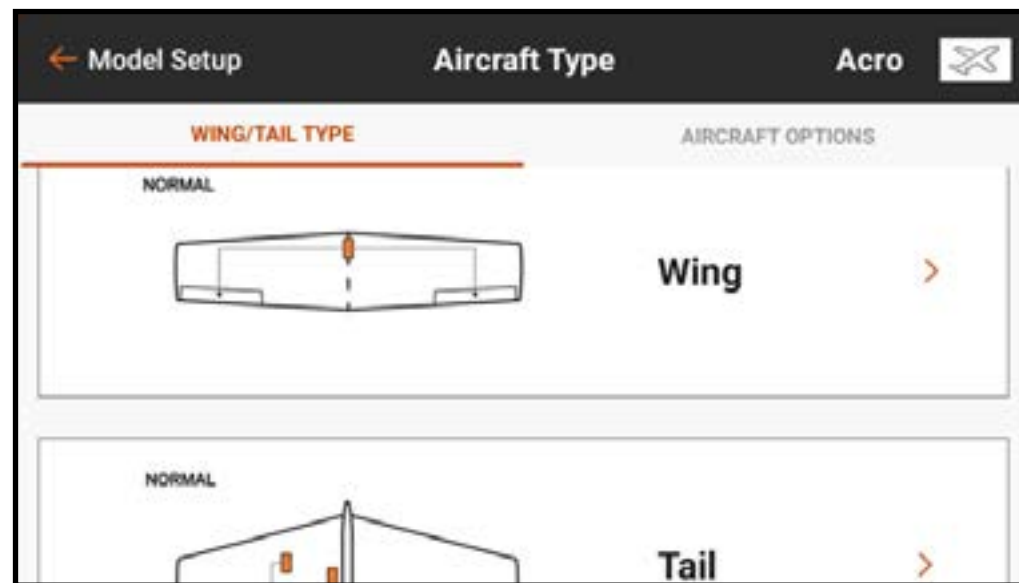 ← Model Setup Aircraft Type Acro
WING/TAIL TYPE AIRCRAFT OPTIONS
NORMAL
Wing >
NORMAL
Tail >